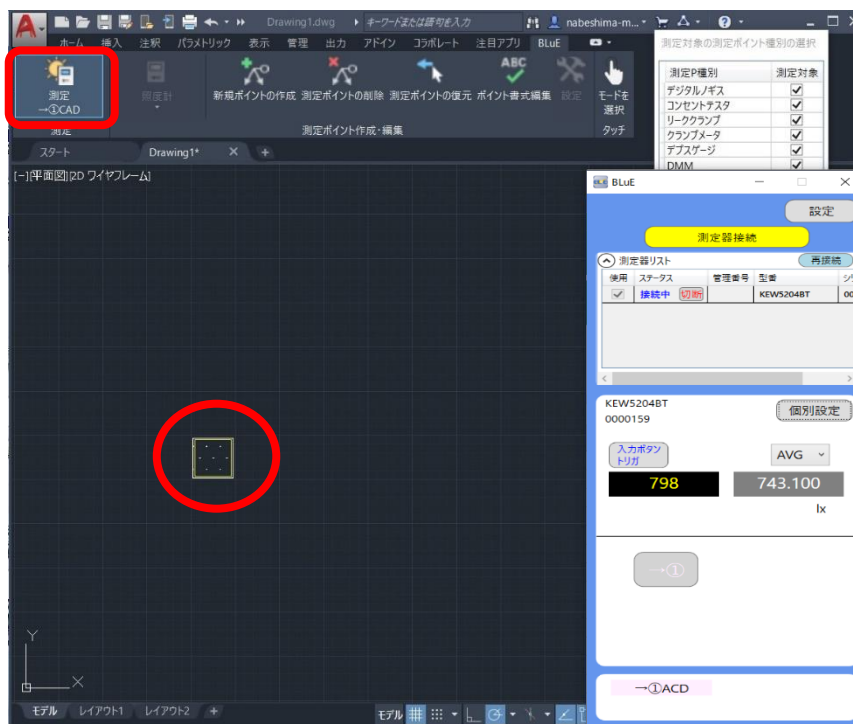 Drawing1.dwg キーワードまたは語句を入力 nabeshima-m...
ホーム 挿入 注釈 パラメトリック 表示 管理 出力 アドイン コラボレート 注目アプリ BLuE
測定
→①CAD
照度計
新規ポイントの作成 測定ポイントの削除 測定ポイントの復元
ABC
ポイント書式編集
設定
モードを
選択
測定
測定ポイント作成・編集
タッチ
スタート Drawing1* × +
[−][平面図][2D ワイヤフレーム]
測定対象の測定ポイント種別の選択
測定P種別 測定対象
デジタルノギス
コンセントテスタ
リーククランプ
クランプメータ
デプスゲージ
DMM
BLuE
設定
測定器接続
測定器リスト 再接続
使用 ステータス 管理番号 型番
接続中 切断 KEW5204BT 00
KEW5204BT
0000159
個別設定
入力ボタン
トリガ
AVG
798 743.100
lx
→①
→①ACD
Y
X
モデル レイアウト1 レイアウト2 +
モデル